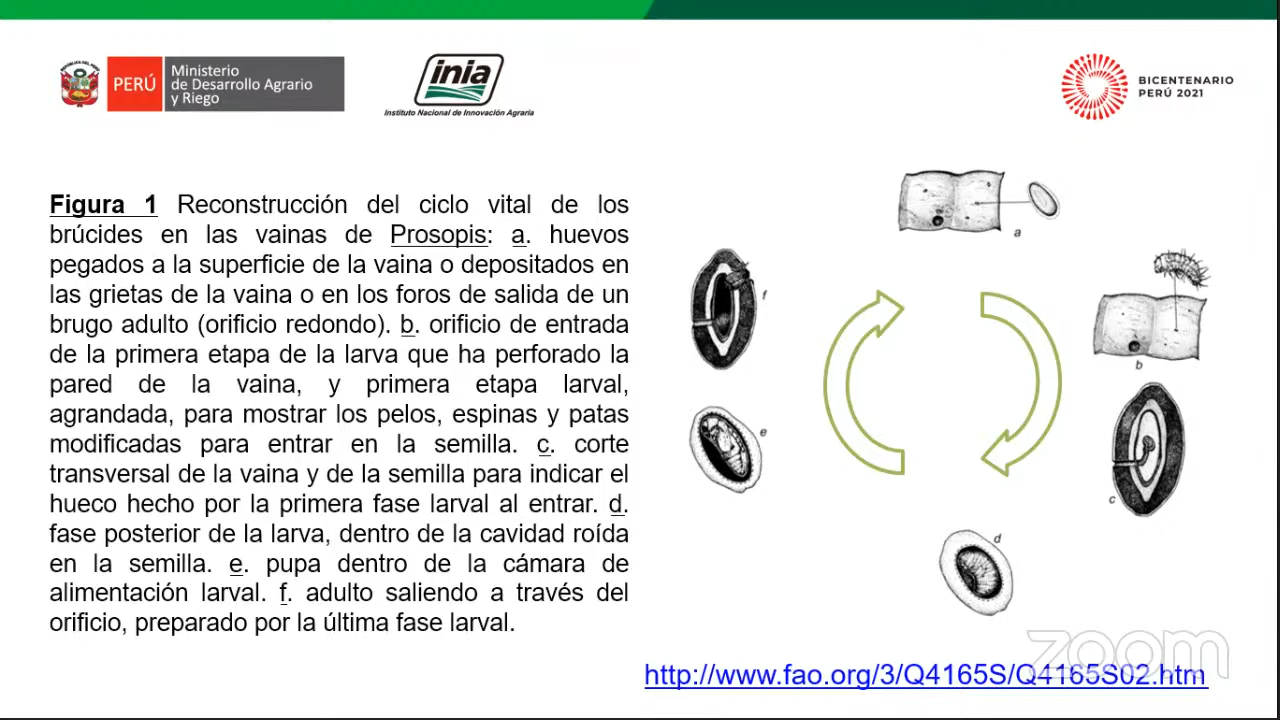 REPÚBLICA DEL PERÚ
PERÚ
Ministerio
de Desarrollo Agrario
y Riego
inia
Instituto Nacional de Innovación Agraria
BICENTENARIO
PERÚ 2021
Figura 1 Reconstrucción del ciclo vital de los
brúcides en las vainas de Prosopis: a. huevos
pegados a la superficie de la vaina o depositados en
las grietas de la vaina o en los foros de salida de un
brugo adulto (orificio redondo). b. orificio de entrada
de la primera etapa de la larva que ha perforado la
pared de la vaina, y primera etapa larval,
agrandada, para mostrar los pelos, espinas y patas
modificadas para entrar en la semilla. c. corte
transversal de la vaina y de la semilla para indicar el
hueco hecho por la primera fase larval al entrar. d.
fase posterior de la larva, dentro de la cavidad roída
en la semilla. e. pupa dentro de la cámara de
alimentación larval. f. adulto saliendo a través del
orificio, preparado por la última fase larval.
a
b
c
d
e
f
zoom
http://www.fao.org/3/Q4165S/Q4165S02.htm